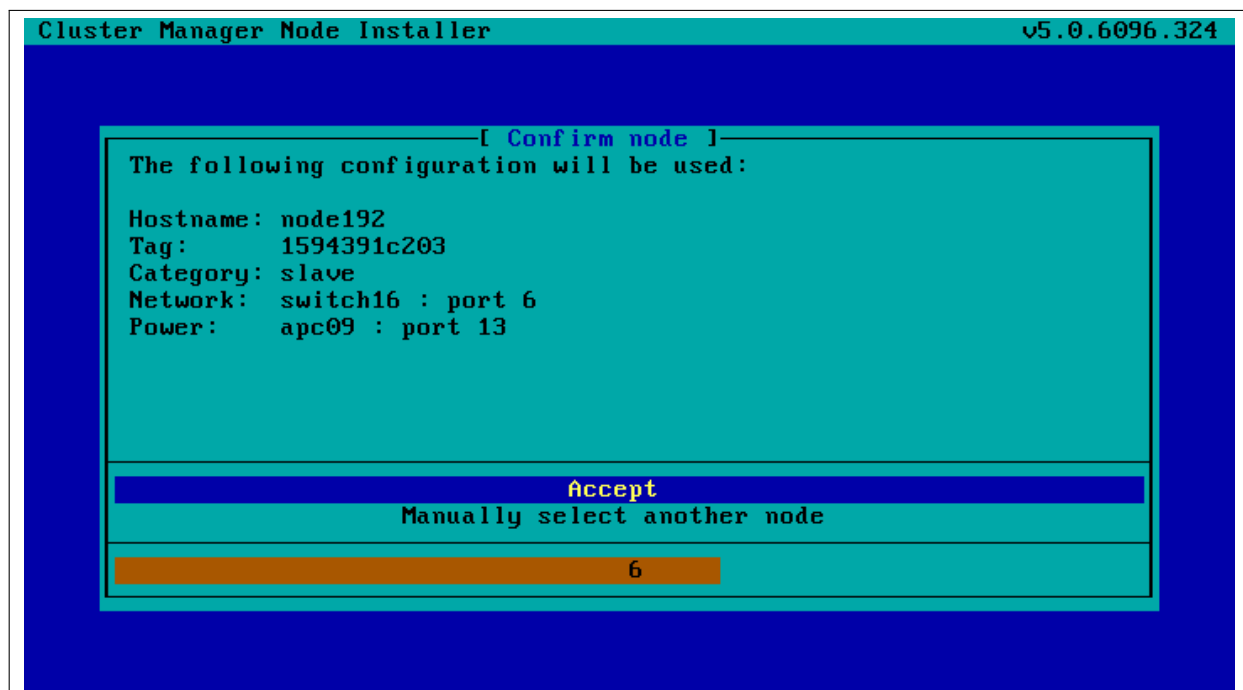 Cluster Manager Node Installer v5.0.6096.324
[ Confirm node ]
The following configuration will be used:
Hostname: node192
Tag: 1594391c203
Category: slave
Network: switch16 : port 6
Power: apc09 : port 13
Accept
Manually select another node
6